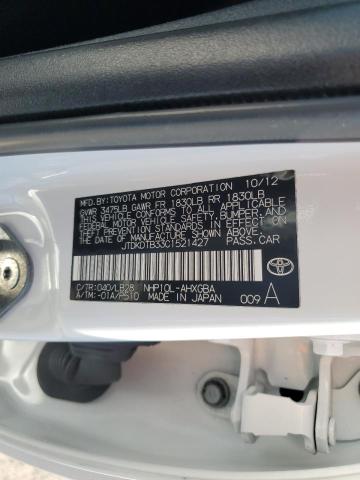 MFD. BY: TOYOTA MOTOR CORPORATION 10/12
GVWR 3475LB GAWR FR 1830LB RR 1830LB
THIS VEHICLE CONFORMS TO ALL APPLICABLE
FEDERAL MOTOR VEHICLE SAFETY, BUMPER, AND
THEFT PREVENTION STANDARDS IN EFFECT ON
THE DATE OF MANUFACTURE SHOWN ABOVE.
JTDKDTB33C1521427 PASS. CAR
C/TR: 040/LB28 NHP10L-AHXGBA
A/TM: -01A/P510 MADE IN JAPAN 009 A